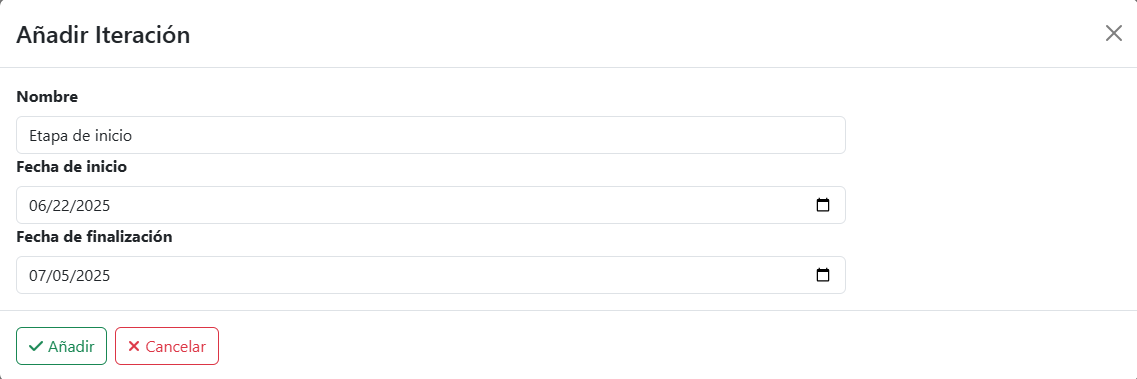 Añadir Iteración
Nombre
Etapa de inicio
Fecha de inicio
06/22/2025
Fecha de finalización
07/05/2025
Añadir Cancelar